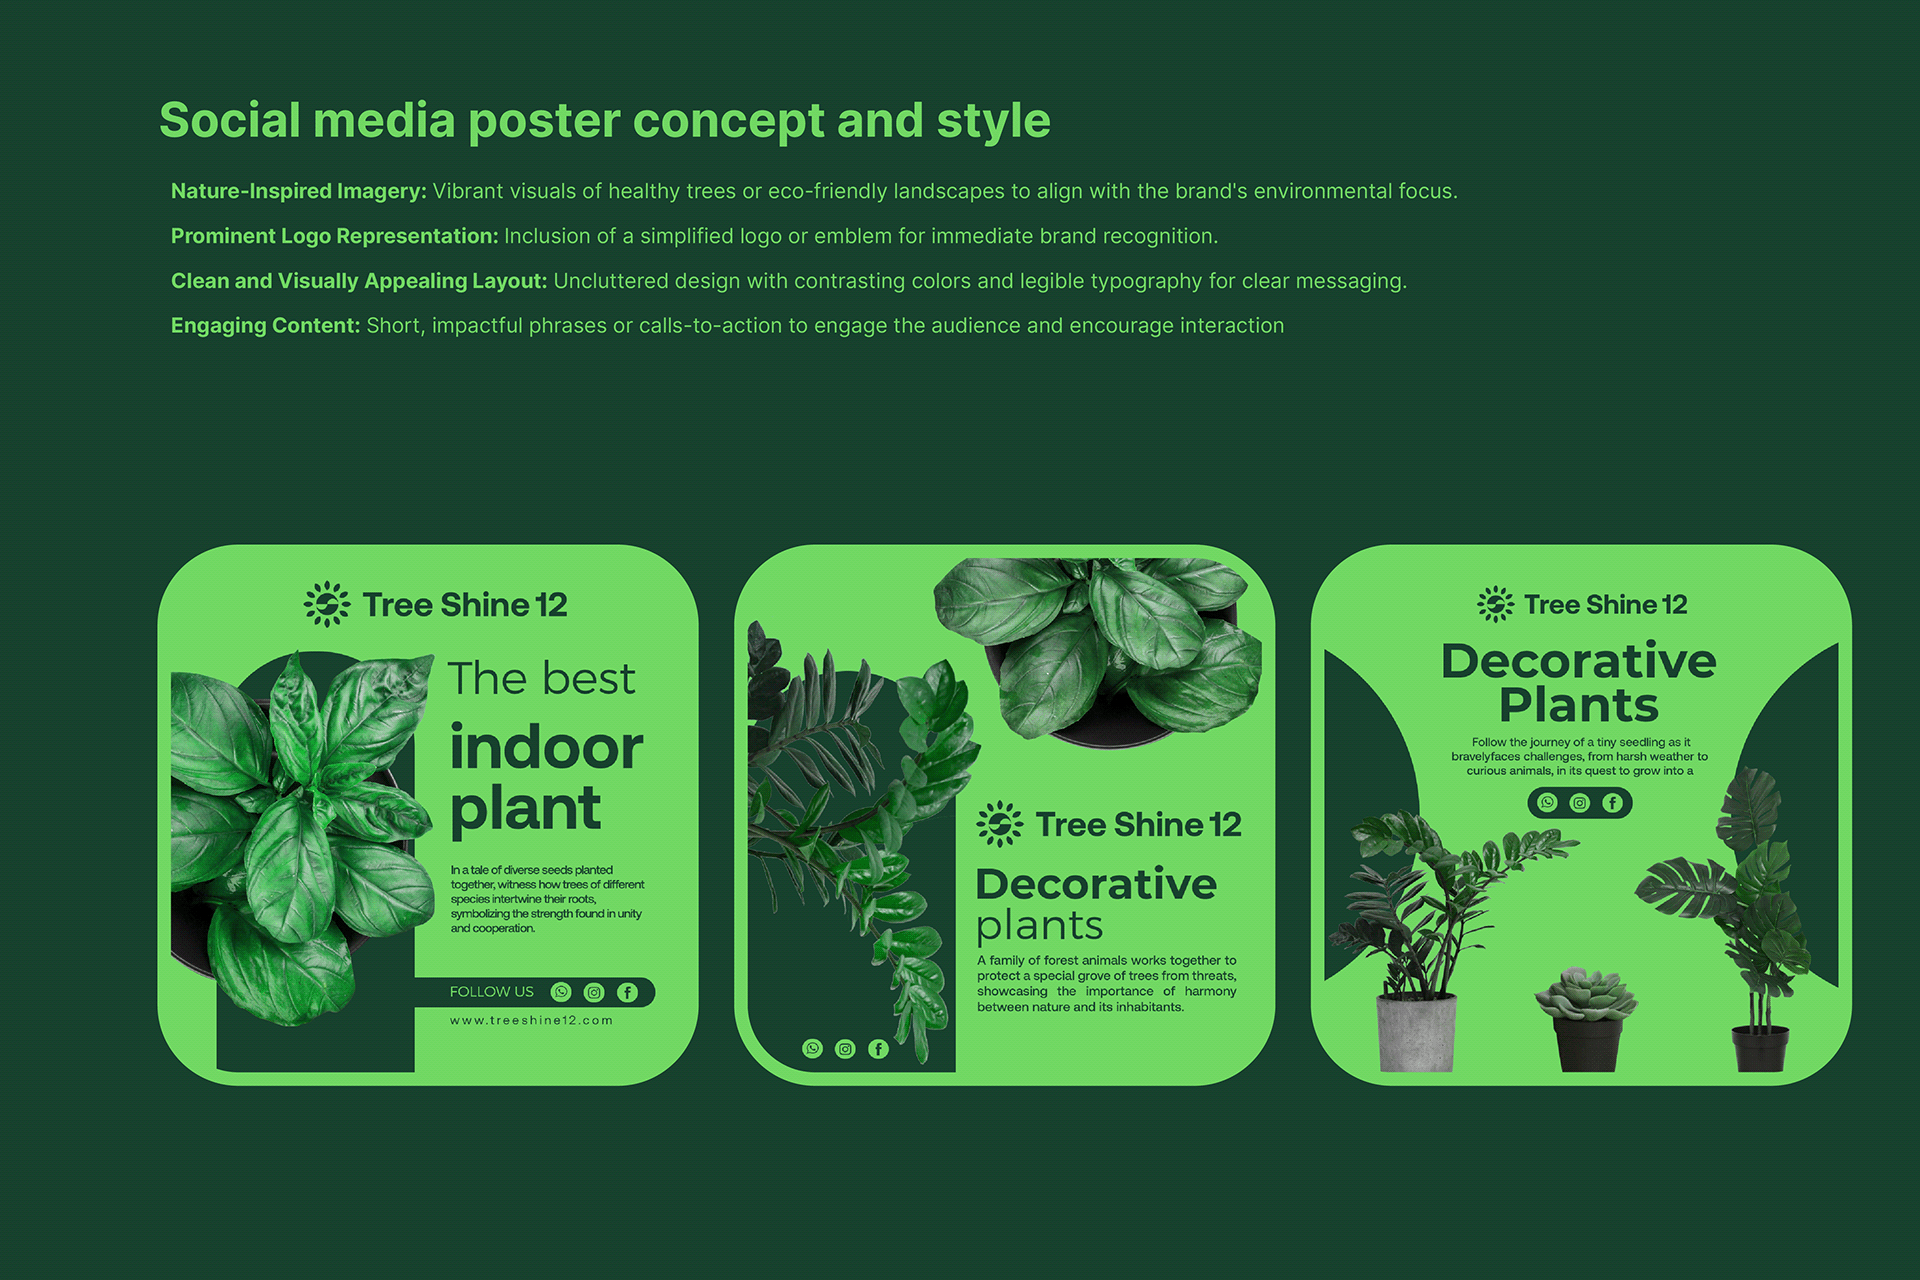 Social media poster concept and style
Nature-Inspired Imagery: Vibrant visuals of healthy trees or eco-friendly landscapes to align with the brand's environmental focus.
Prominent Logo Representation: Inclusion of a simplified logo or emblem for immediate brand recognition.
Clean and Visually Appealing Layout: Uncluttered design with contrasting colors and legible typography for clear messaging.
Engaging Content: Short, impactful phrases or calls-to-action to engage the audience and encourage interaction
Tree Shine 12
The best
indoor
plant
In a tale of diverse seeds planted
together, witness how trees of different
species intertwine their roots,
symbolizing the strength found in unity
and cooperation.
FOLLOW US
www.treeshine12.com
Tree Shine 12
Decorative
plants
A family of forest animals works together to
protect a special grove of trees from threats,
showcasing the importance of harmony
between nature and its inhabitants.
Tree Shine 12
Decorative
Plants
Follow the journey of a tiny seedling as it
bravelyfaces challenges, from harsh weather to
curious animals, in its quest to grow into a